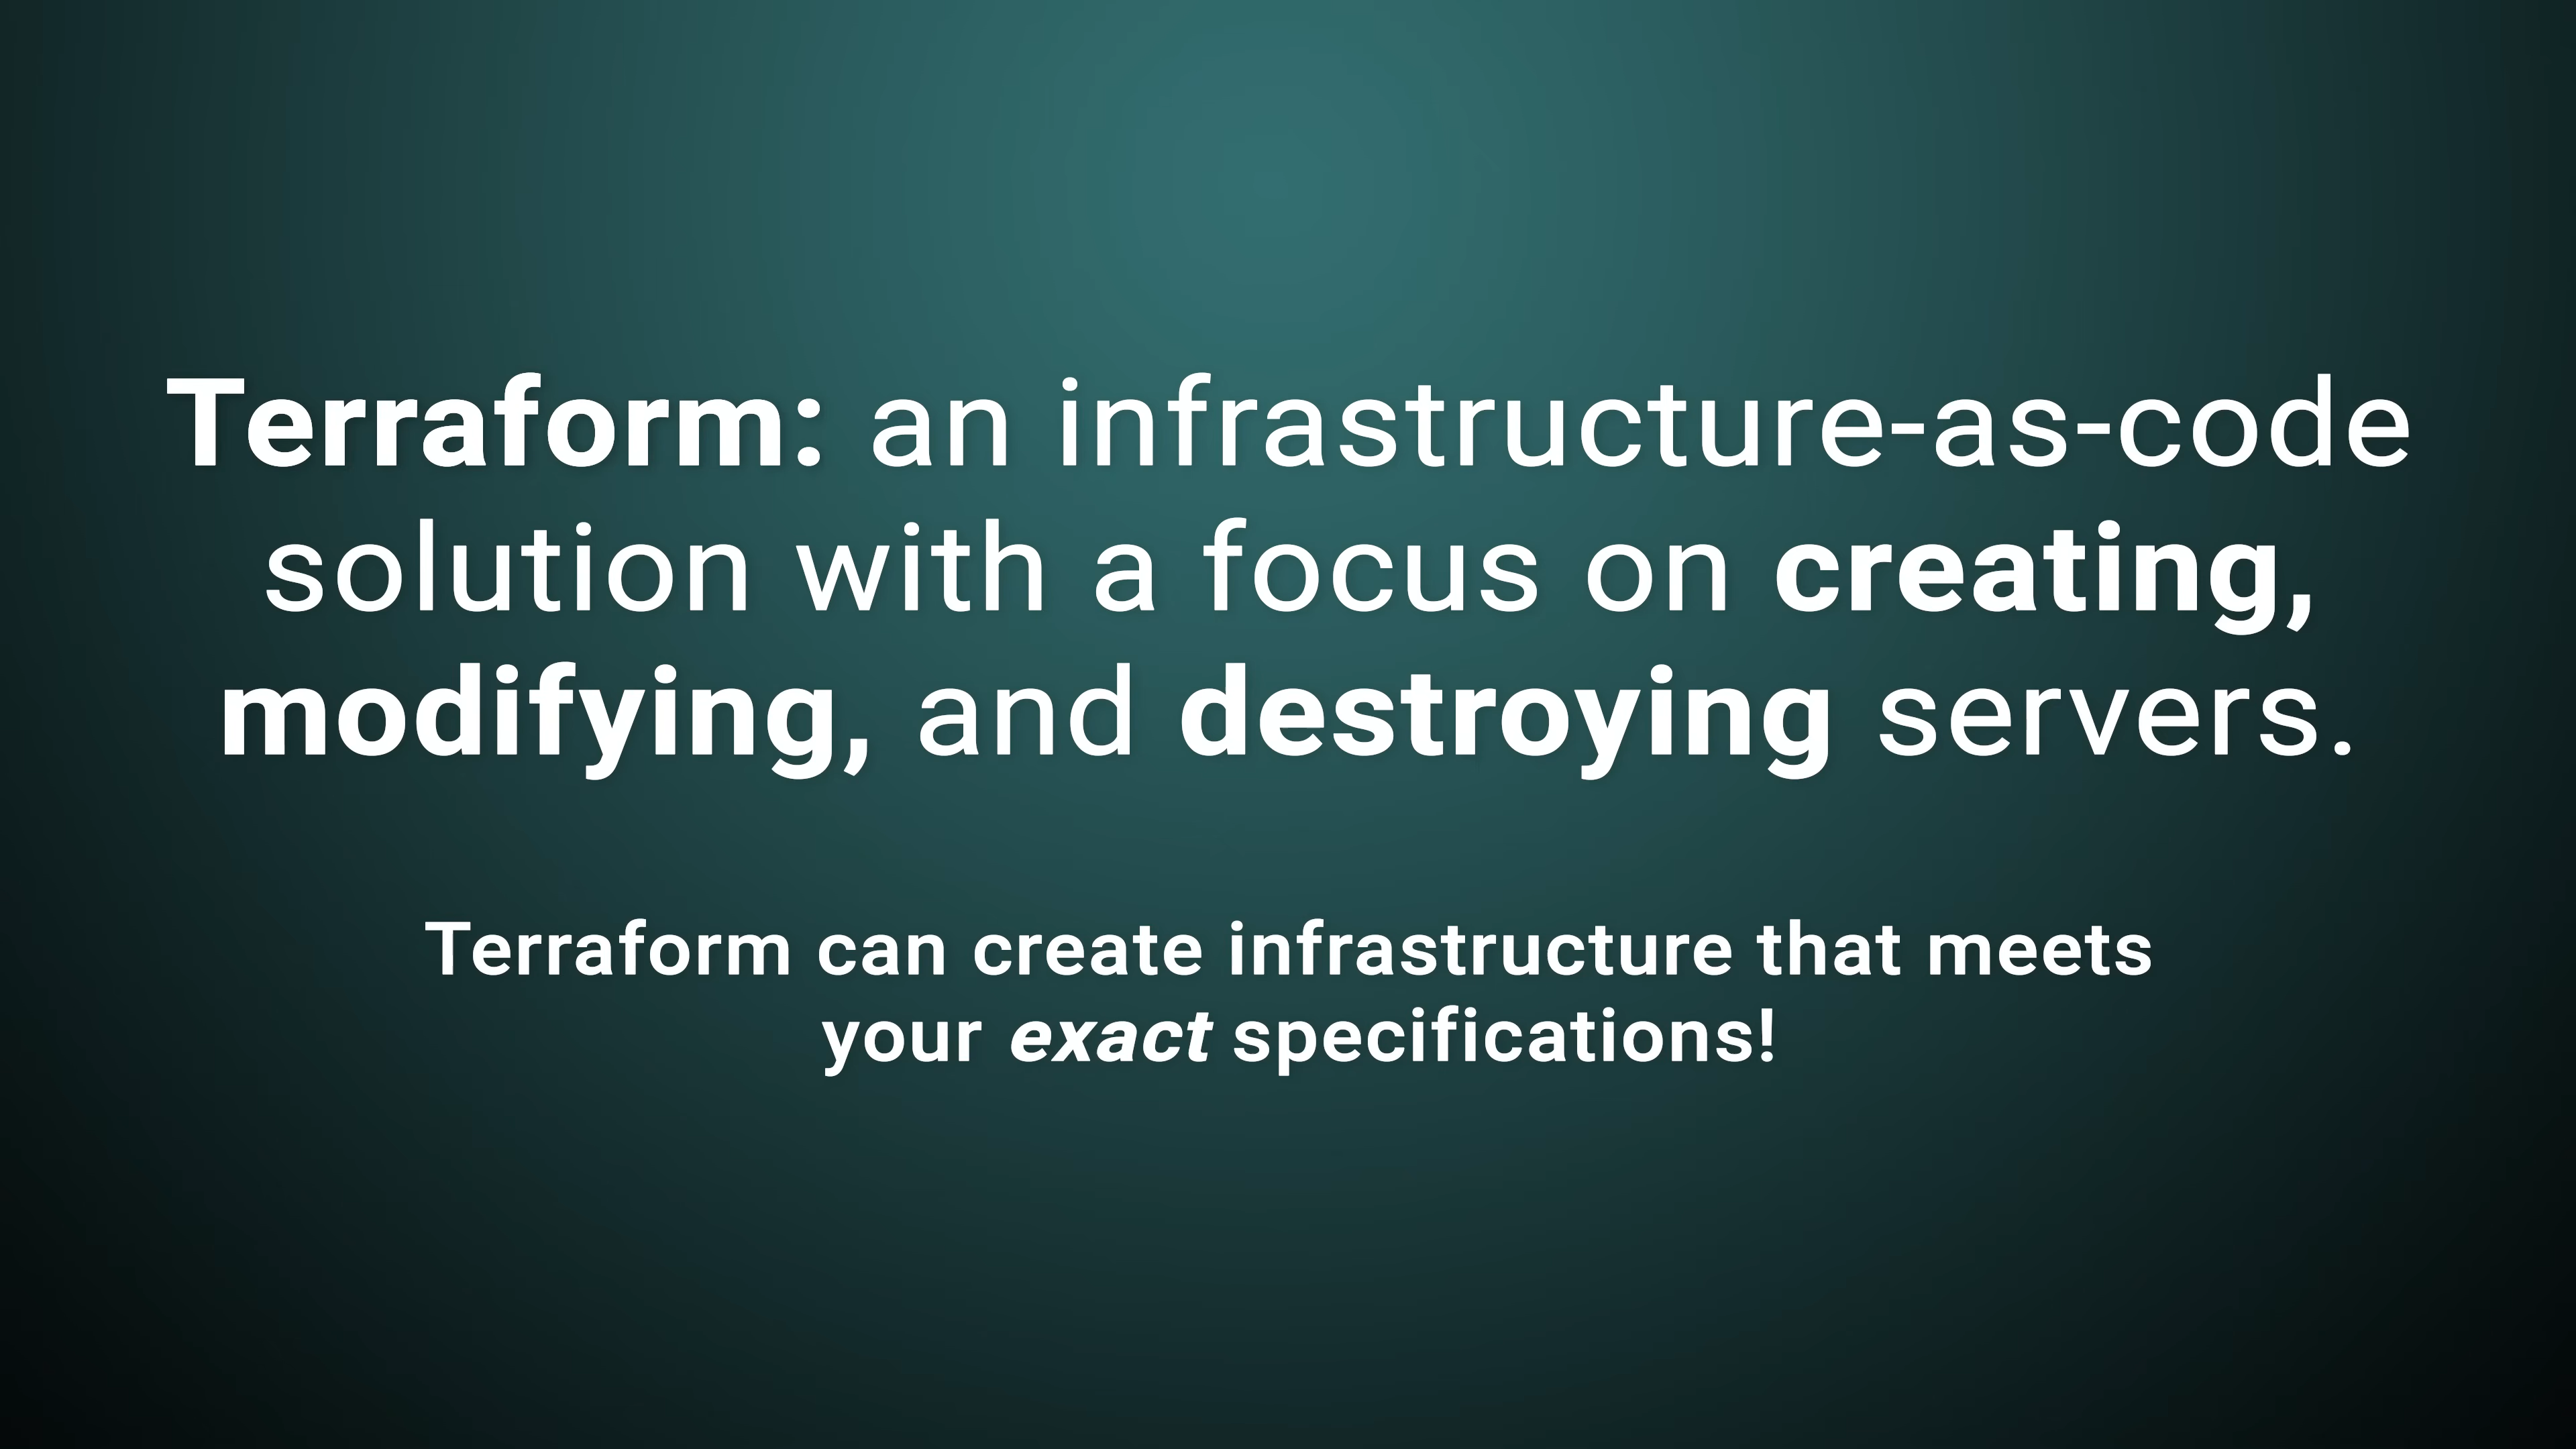 Terraform: an infrastructure-as-code
solution with a focus on creating,
modifying, and destroying servers.
Terraform can create infrastructure that meets
your exact specifications!